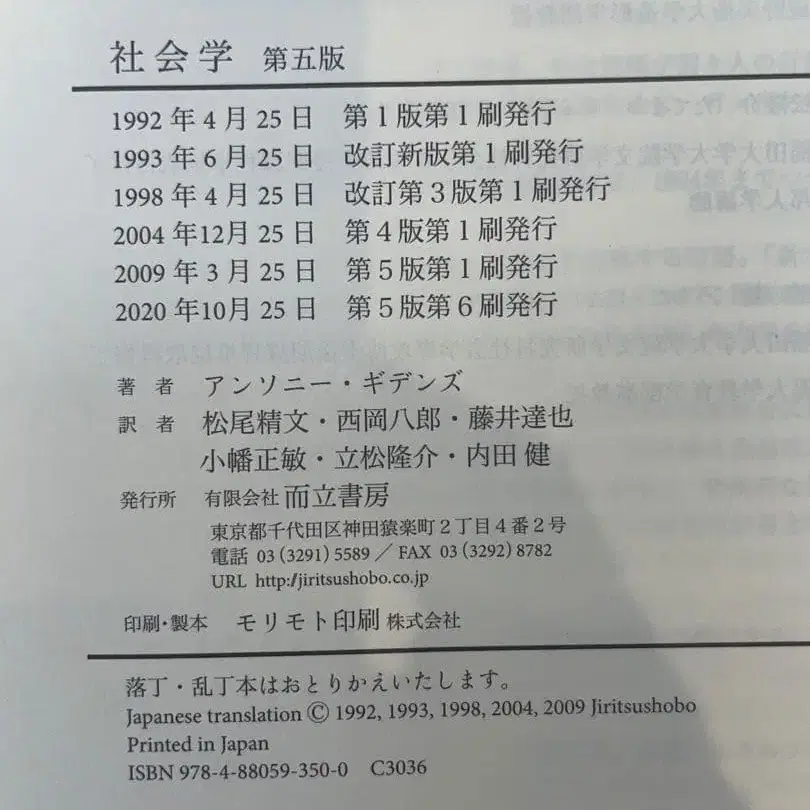 社会学 第五版
1992年4月25日 第1版第1刷発行
1993年6月25日 改訂新版第1刷発行
1998年4月25日 改訂第3版第1刷発行
2004年12月25日 第4版第1刷発行
2009年3月25日 第5版第1刷発行
2020年10月25日 第5版第6刷発行
著者 アンソニー・ギデンズ
訳者 松尾精文・西岡八郎・藤井達也
小幡正敏・立松隆介・内田 健
発行所 有限会社 而立書房
東京都千代田区神田猿楽町2丁目4番2号
電話 03(3291)5589/FAX 03(3292)8782
URL http://jiritsushobo.co.jp
印刷・製本 モリモト印刷 株式会社
落丁・乱丁本はおとりかえいたします。
Japanese translation © 1992, 1993, 1998, 2004, 2009 Jiritsushobo
Printed in Japan
ISBN 978-4-88059-350-0 C3036